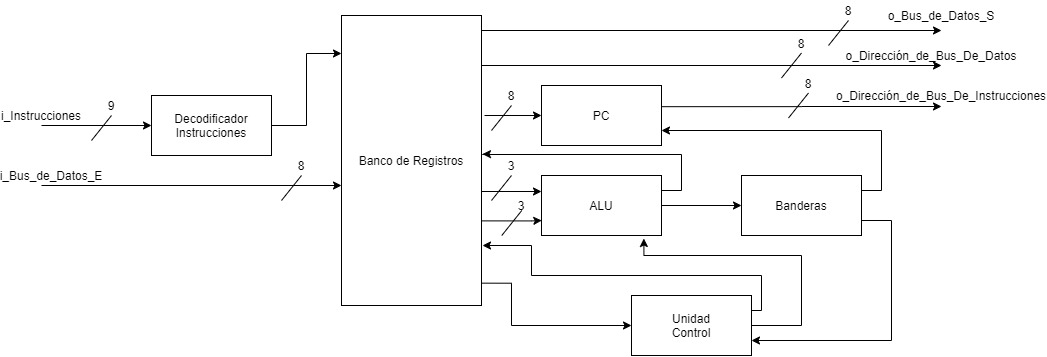 8
o_Bus_de_Datos_S
8
o_Dirección_de_Bus_De_Datos
9
i_Instrucciones
Decodificador
Instrucciones
8
PC
8
o_Dirección_de_Bus_De_Instrucciones
Banco de Registros
8
i_Bus_de_Datos_E
3
3
ALU
Banderas
Unidad
Control